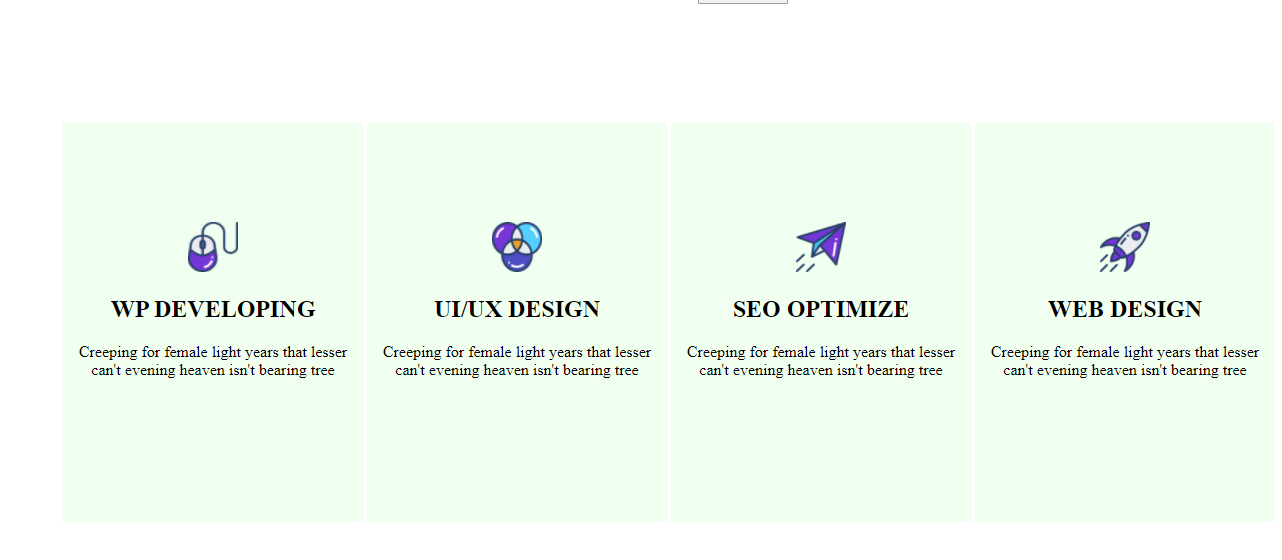 WP DEVELOPING
Creeping for female light years that lesser
can't evening heaven isn't bearing tree
UI/UX DESIGN
Creeping for female light years that lesser
can't evening heaven isn't bearing tree
SEO OPTIMIZE
Creeping for female light years that lesser
can't evening heaven isn't bearing tree
WEB DESIGN
Creeping for female light years that lesser
can't evening heaven isn't bearing tree